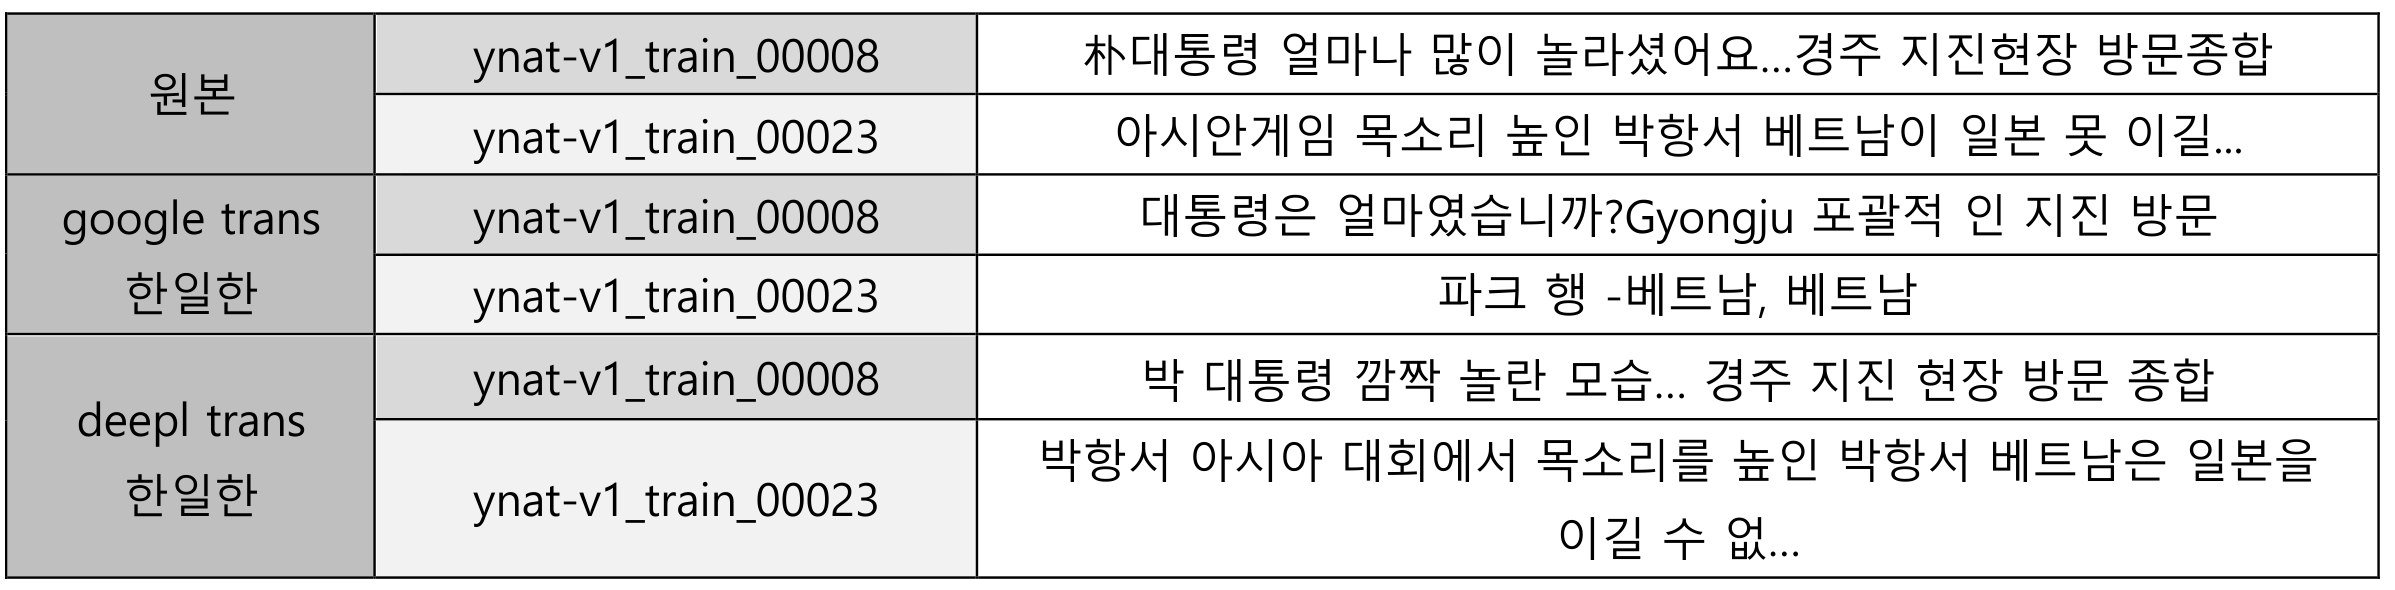 원본
ynat-v1_train_00008
朴대통령 얼마나 많이 놀라셨어요...경주 지진현장 방문종합
ynat-v1_train_00023
아시안게임 목소리 높인 박항서 베트남이 일본 못 이길...
google trans
한일한
ynat-v1_train_00008
대통령은 얼마였습니까?Gyongju 포괄적 인 지진 방문
ynat-v1_train_00023
파크 행 -베트남, 베트남
deepl trans
한일한
ynat-v1_train_00008
박 대통령 깜짝 놀란 모습... 경주 지진 현장 방문 종합
ynat-v1_train_00023
박항서 아시아 대회에서 목소리를 높인 박항서 베트남은 일본을
이길 수 없...